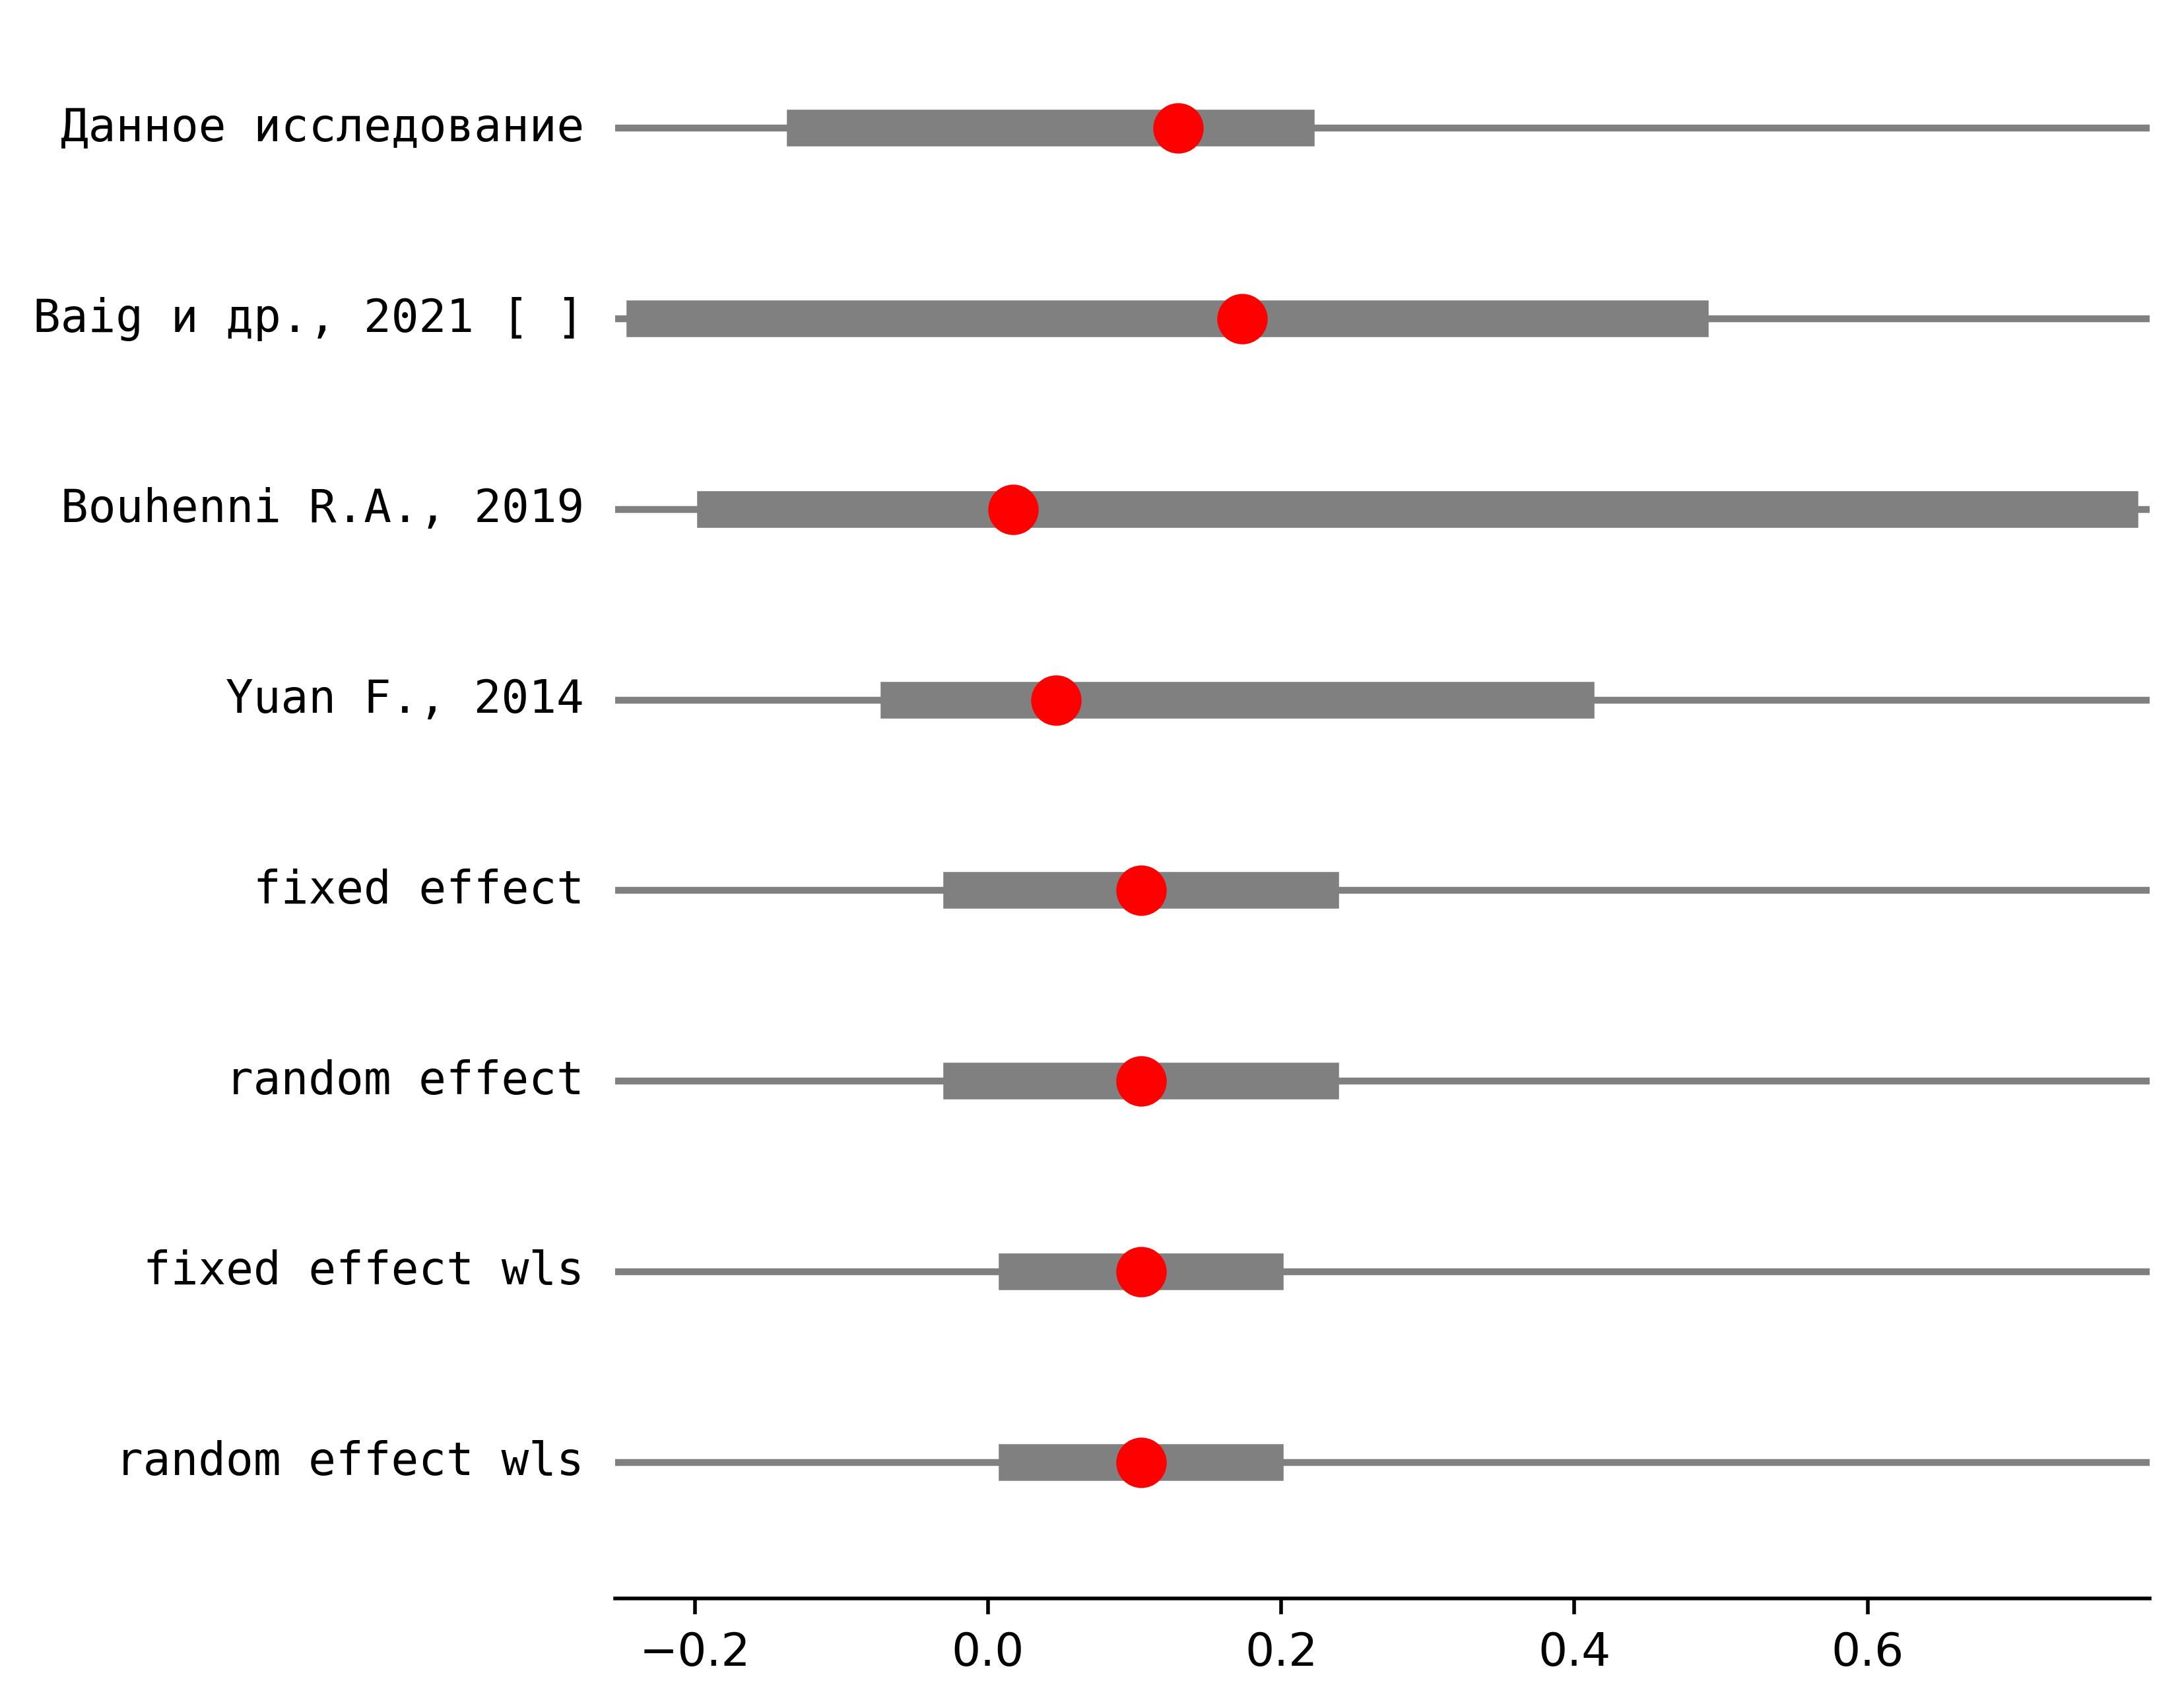 Данное исследование
Baig и др., 2021 [ ]
Bouhenni R.A., 2019
Yuan F., 2014
fixed effect
random effect
fixed effect wls
random effect wls
−0.2 0.0 0.2 0.4 0.6